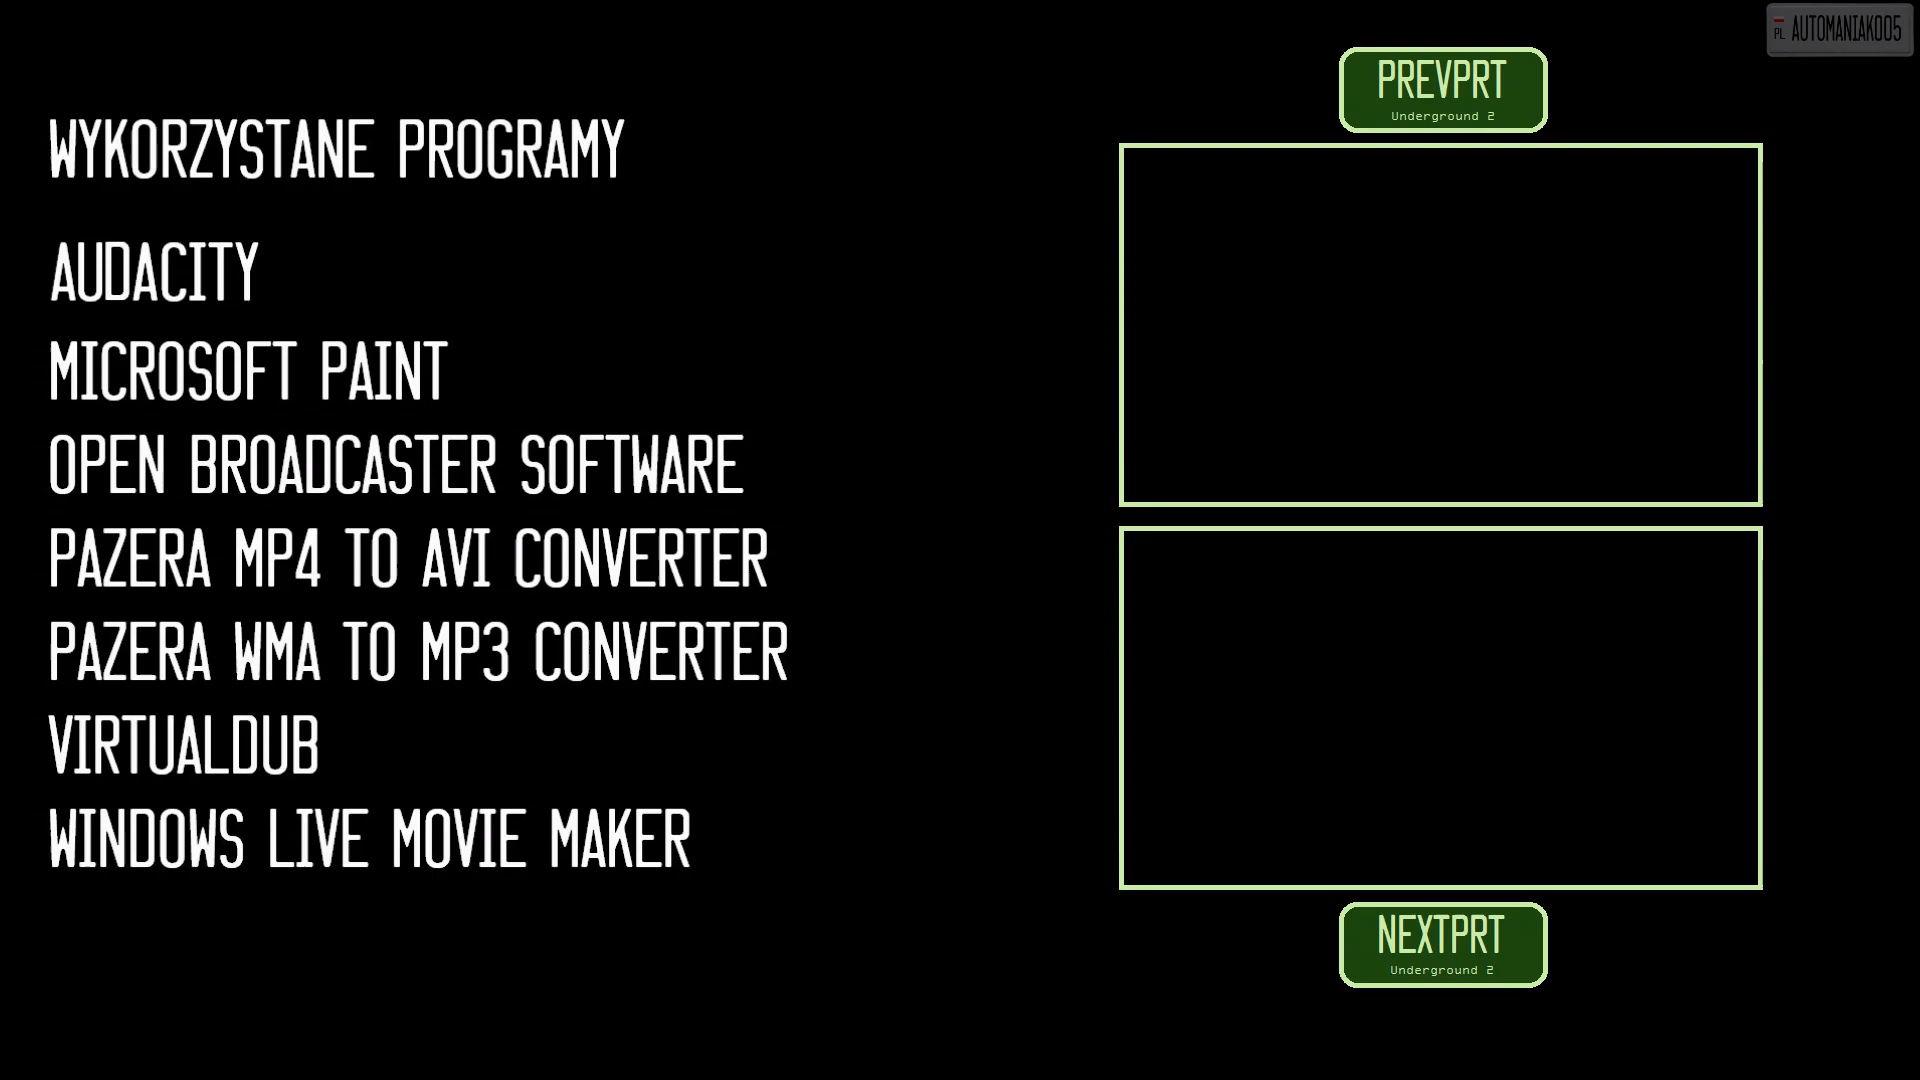 WYKORZYSTANE PROGRAMY
AUDACITY
MICROSOFT PAINT
OPEN BROADCASTER SOFTWARE
PAZERA MP4 TO AVI CONVERTER
PAZERA WMA TO MP3 CONVERTER
VIRTUALDUB
WINDOWS LIVE MOVIE MAKER
PL AUTOMANIAK005
PREVPRT
Underground 2
NEXTPRT
Underground 2